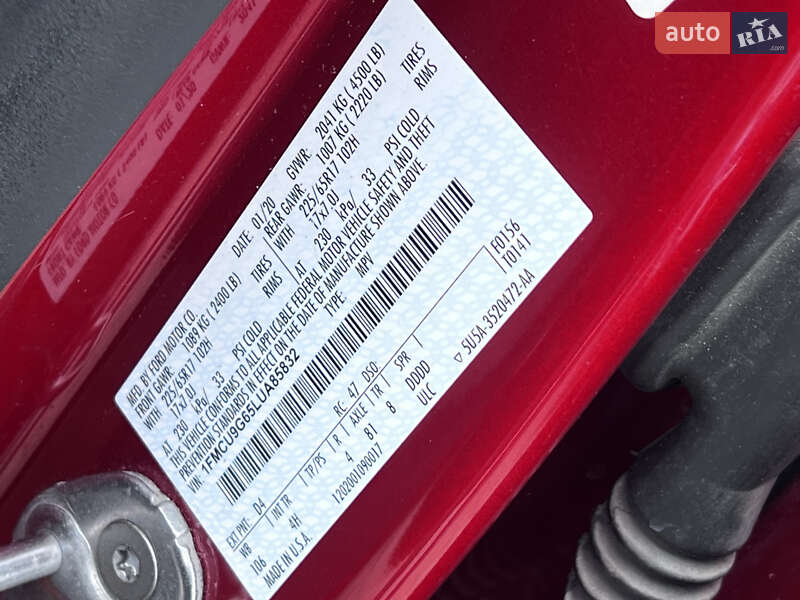 auto RIA
.com
MFD. BY FORD MOTOR CO.
DATE: 01/20 GVWR: 2041 KG ( 4500 LB)
FRONT GAWR: 1089 KG ( 2400 LB) REAR GAWR: 1007 KG ( 2220 LB)
WITH 225/65R17 102H TIRES WITH 225/65R17 102H TIRES
17x7.0J RIMS 17x7.0J RIMS
AT 230 kPa/ 33 PSI COLD AT 230 kPa/ 33 PSI COLD
THIS VEHICLE CONFORMS TO ALL APPLICABLE FEDERAL MOTOR VEHICLE SAFETY AND THEFT
PREVENTION STANDARDS IN EFFECT ON THE DATE OF MANUFACTURE SHOWN ABOVE.
VIN: 1FMCU9G65LUA85832 TYPE: MPV
F0156
T0141
EXT PNT: D4 RC: 47 DSO:
WB INT TR TP/PS R AXLE TR SPR
106 4H 4 81 8 DDDD
MADE IN U.S.A. 1202001090017 ULC
5U5A-3520472-AA